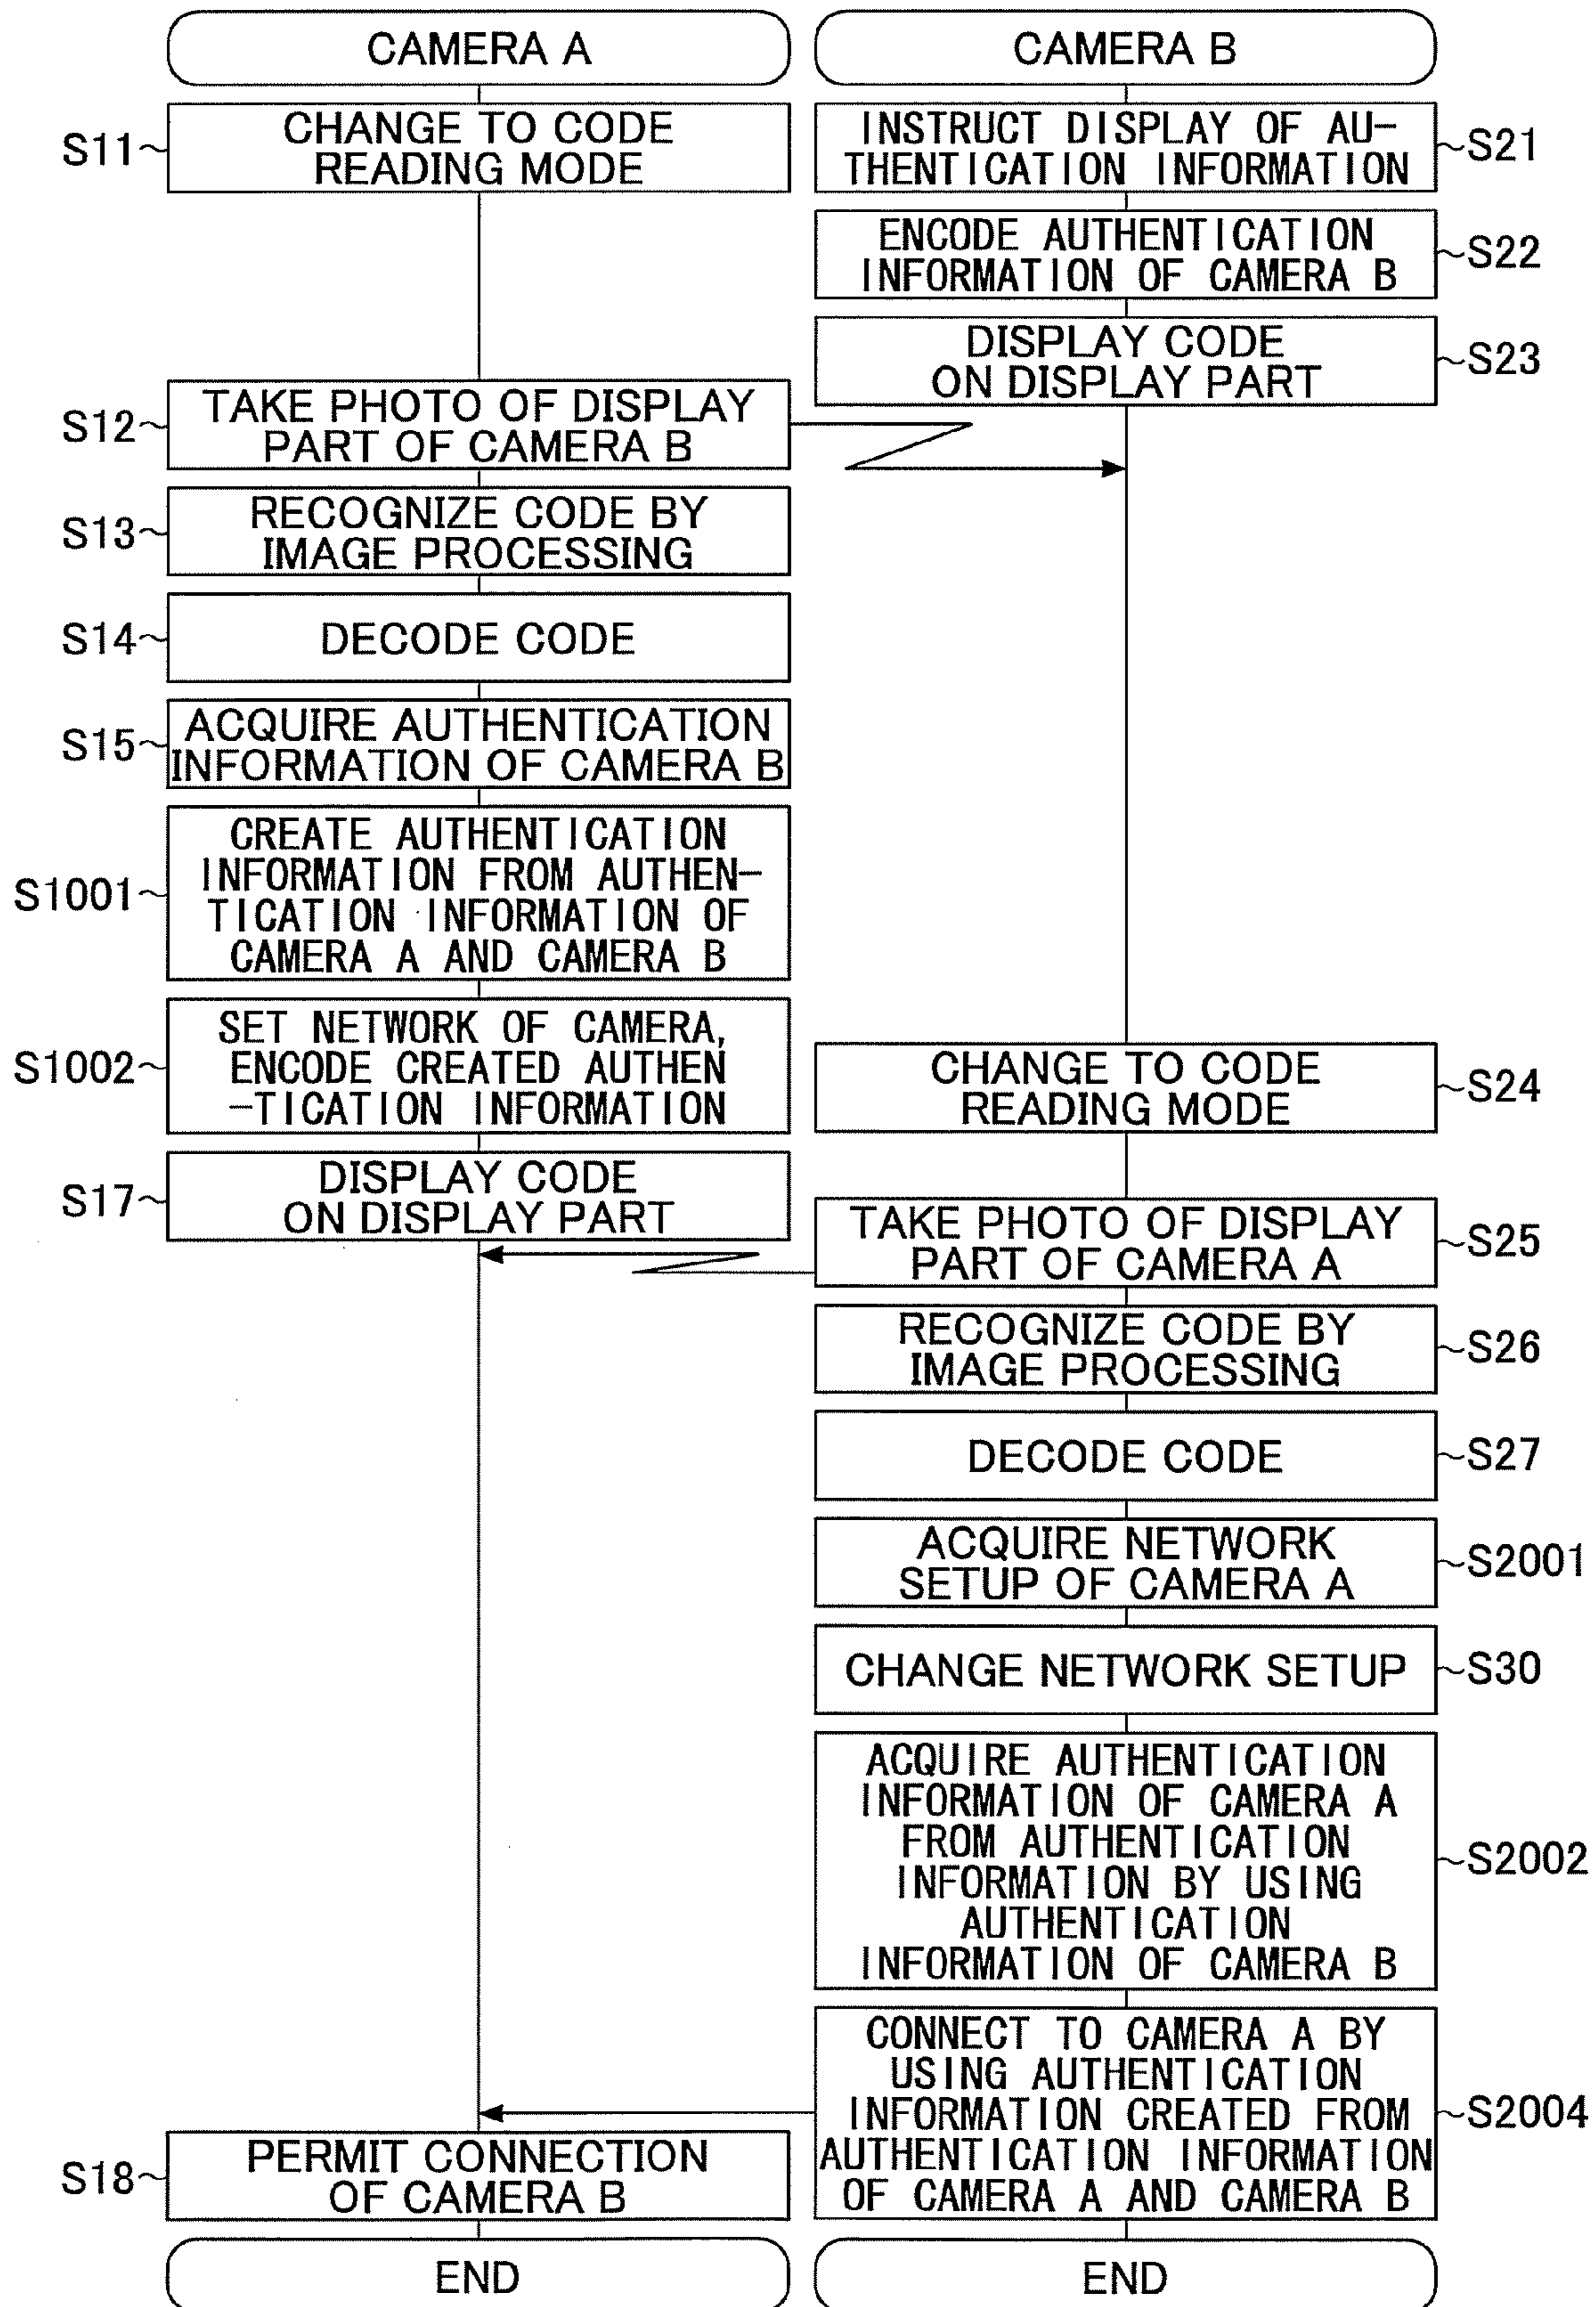 CAMERA A
CAMERA B
S11
CHANGE TO CODE
READING MODE
INSTRUCT DISPLAY OF AU-
THENTICATION INFORMATION
S21
ENCODE AUTHENTICATION
INFORMATION OF CAMERA B
S22
DISPLAY CODE
ON DISPLAY PART
S23
S12
TAKE PHOTO OF DISPLAY
PART OF CAMERA B
S13
RECOGNIZE CODE BY
IMAGE PROCESSING
S14
DECODE CODE
S15
ACQUIRE AUTHENTICATION
INFORMATION OF CAMERA B
S1001
CREATE AUTHENTICATION
INFORMATION FROM AUTHEN-
TICATION INFORMATION OF
CAMERA A AND CAMERA B
S1002
SET NETWORK OF CAMERA,
ENCODE CREATED AUTHEN
-TICATION INFORMATION
CHANGE TO CODE
READING MODE
S24
S17
DISPLAY CODE
ON DISPLAY PART
TAKE PHOTO OF DISPLAY
PART OF CAMERA A
S25
RECOGNIZE CODE BY
IMAGE PROCESSING
S26
DECODE CODE
S27
ACQUIRE NETWORK
SETUP OF CAMERA A
S2001
CHANGE NETWORK SETUP
S30
ACQUIRE AUTHENTICATION
INFORMATION OF CAMERA A
FROM AUTHENTICATION
INFORMATION BY USING
AUTHENTICATION
INFORMATION OF CAMERA B
S2002
CONNECT TO CAMERA A BY
USING AUTHENTICATION
INFORMATION CREATED FROM
AUTHENTICATION INFORMATION
OF CAMERA A AND CAMERA B
S2004
S18
PERMIT CONNECTION
OF CAMERA B
END
END